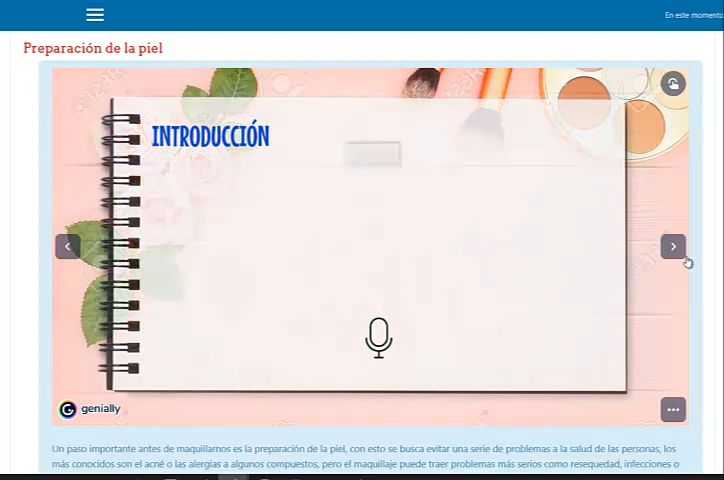 En este momento
Preparación de la piel
INTRODUCCIÓN
genially
Un paso importante antes de maquillarnos es la preparación de la piel, con esto se busca evitar una serie de problemas a la salud de las personas, los
más conocidos son el acné o las alergias a algunos compuestos, pero el maquillaje puede traer problemas más serios como resequedad, infecciones o